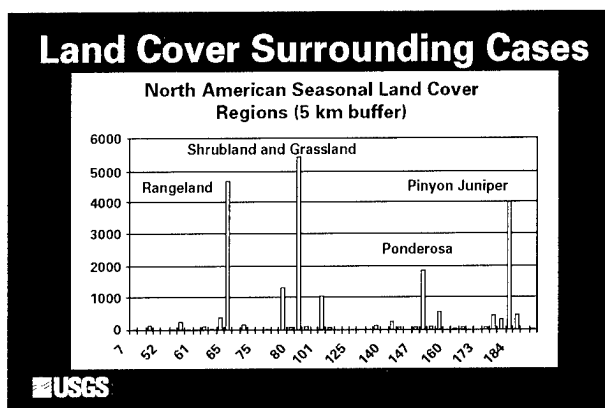 Land Cover Surrounding Cases
North American Seasonal Land Cover
Regions (5 km buffer)
6000
5000
4000
3000
2000
1000
0
Shrubland and Grassland
Rangeland
Pinyon Juniper
Ponderosa
7 52 61 65 75 80 101 125 140 147 160 173 184
USGS